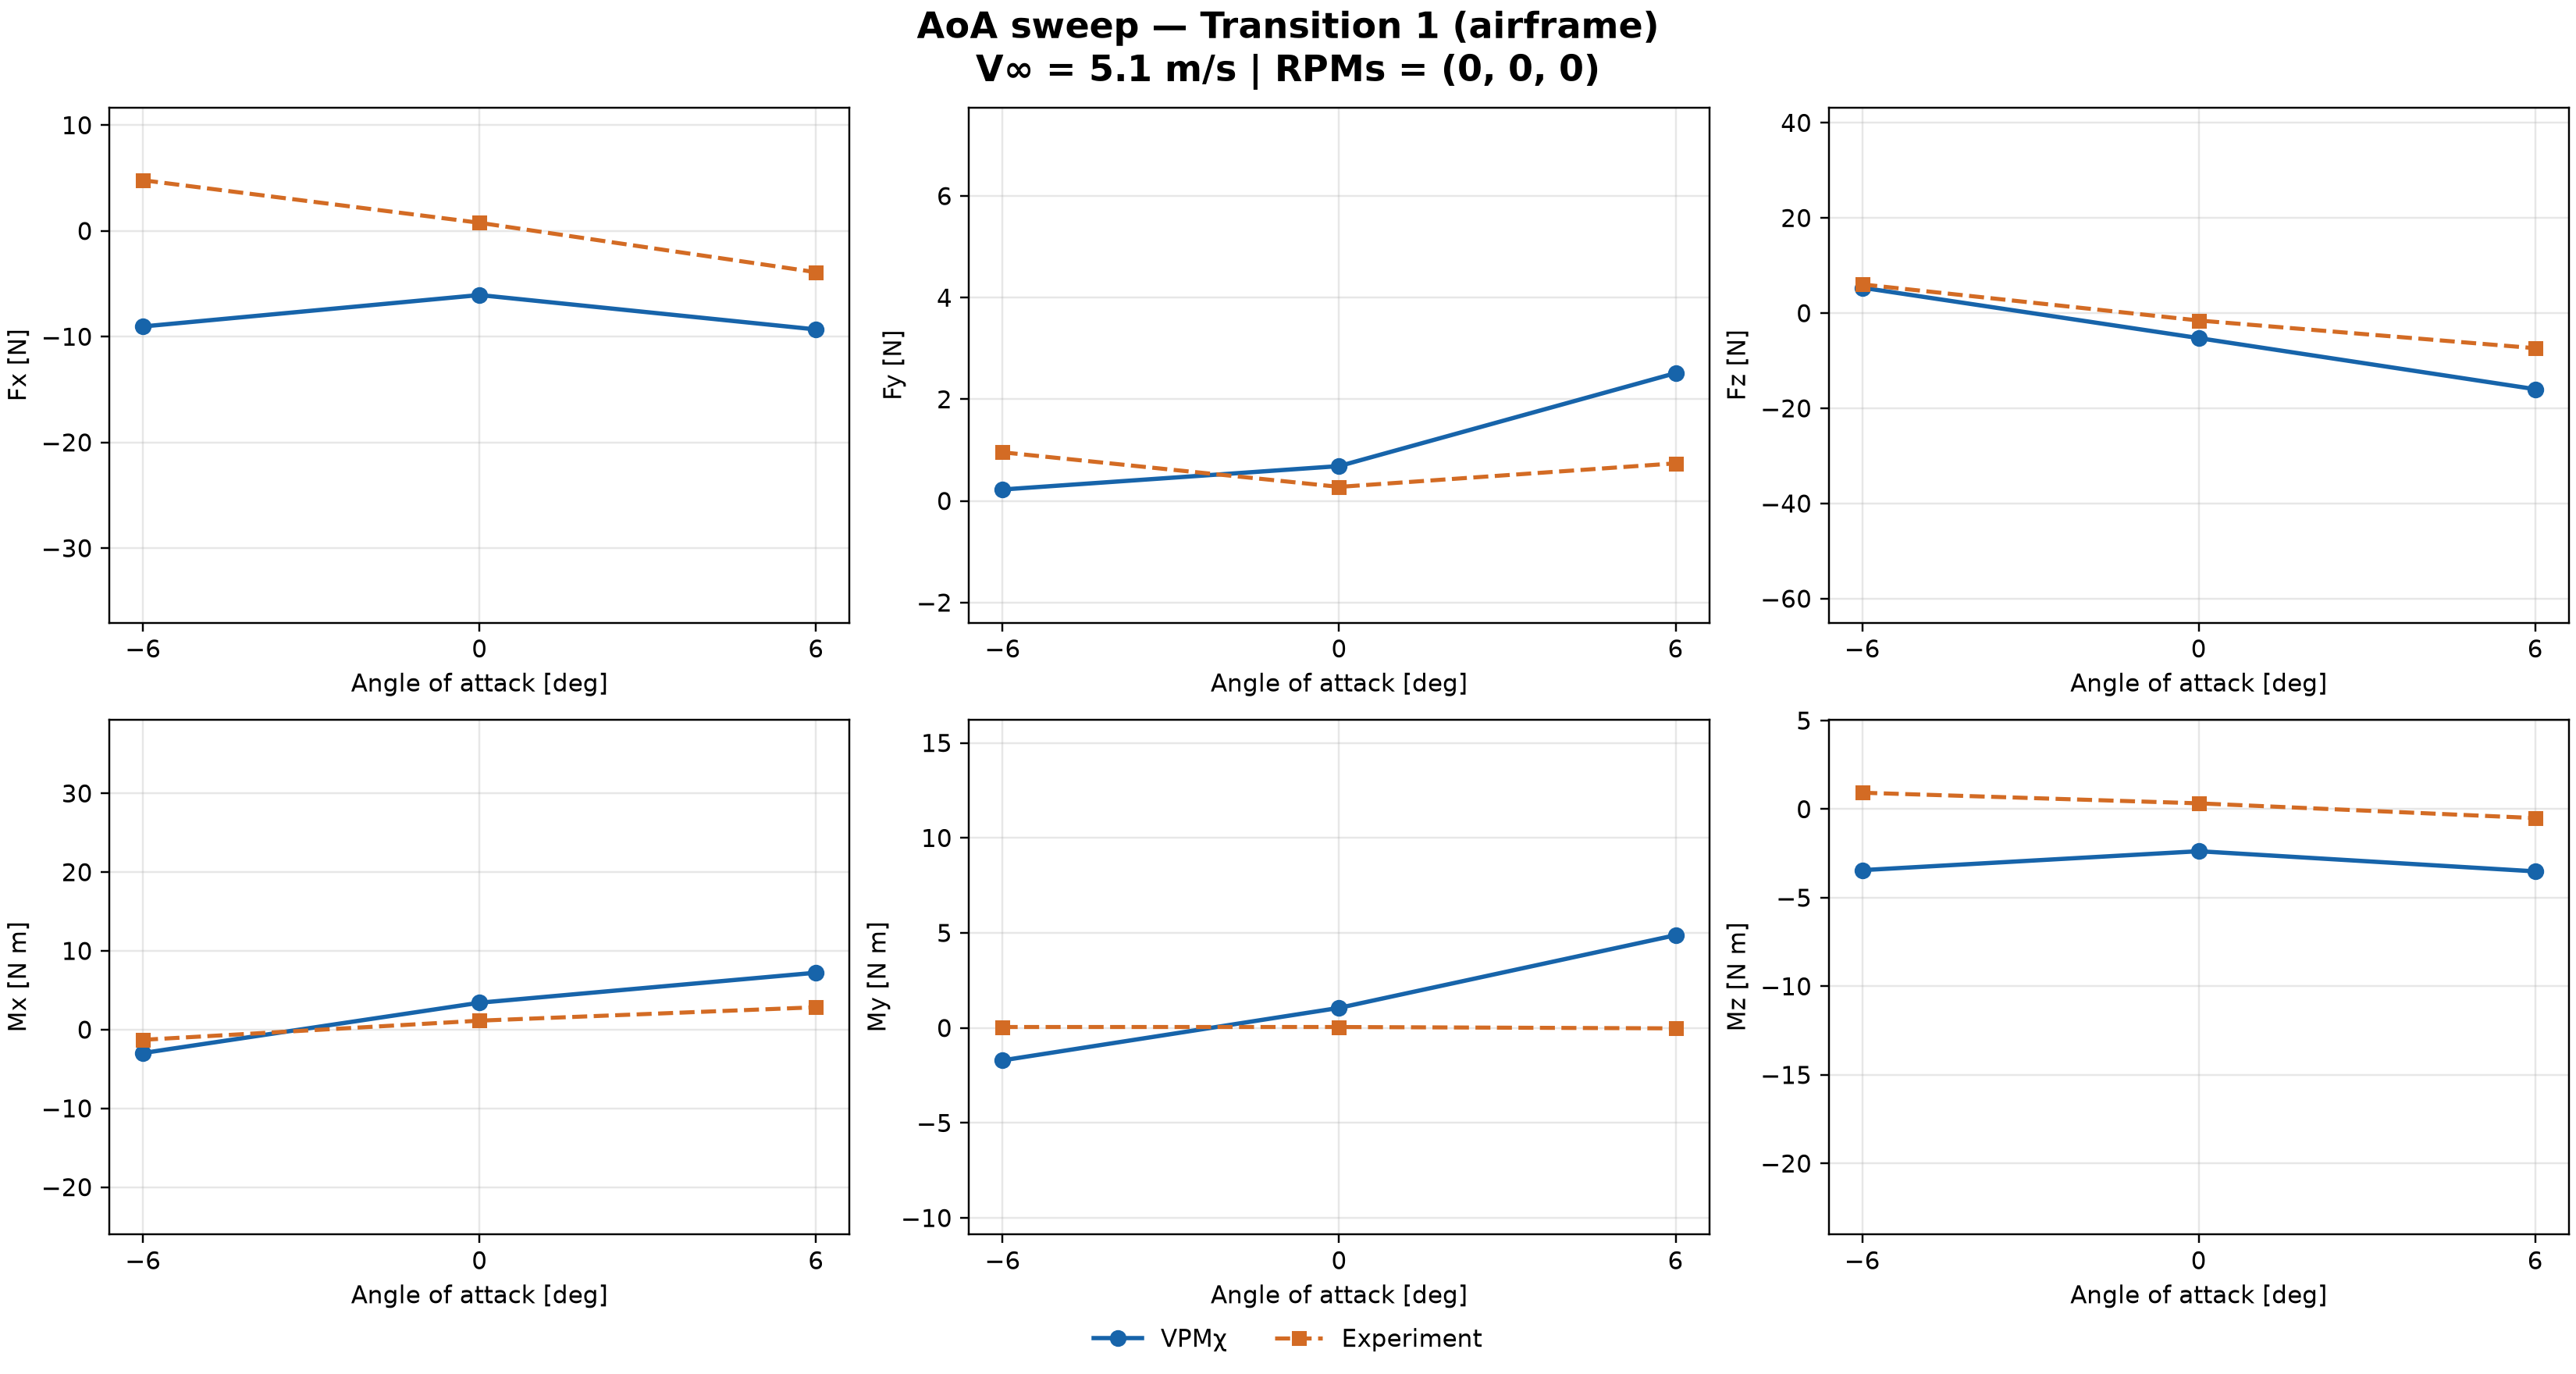 AoA sweep — Transition 1 (airframe)
V∞ = 5.1 m/s | RPMs = (0, 0, 0)
10
0
−10
−20
−30
Fx [N]
−6 0 6
Angle of attack [deg]
6
4
2
0
−2
Fy [N]
−6 0 6
Angle of attack [deg]
40
20
0
−20
−40
−60
Fz [N]
−6 0 6
Angle of attack [deg]
30
20
10
0
−10
−20
Mx [N m]
−6 0 6
Angle of attack [deg]
15
10
5
0
−5
−10
My [N m]
−6 0 6
Angle of attack [deg]
5
0
−5
−10
−15
−20
Mz [N m]
−6 0 6
Angle of attack [deg]
VPMχ Experiment